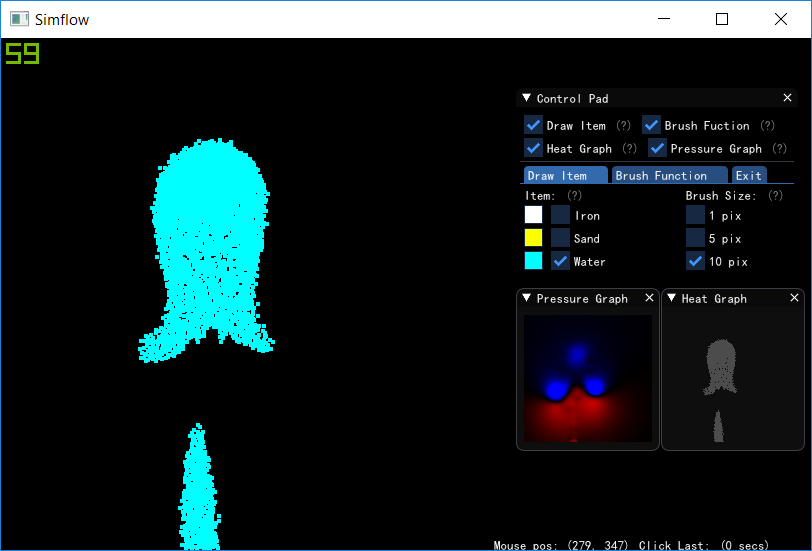 Simflow
59
Control Pad
Draw Item (?) Brush Fuction (?)
Heat Graph (?) Pressure Graph (?)
Draw Item Brush Function Exit
Item: (?) Brush Size: (?)
Iron 1 pix
Sand 5 pix
Water 10 pix
Pressure Graph Heat Graph
Mouse pos: (279, 347) Click Last: (0 secs)